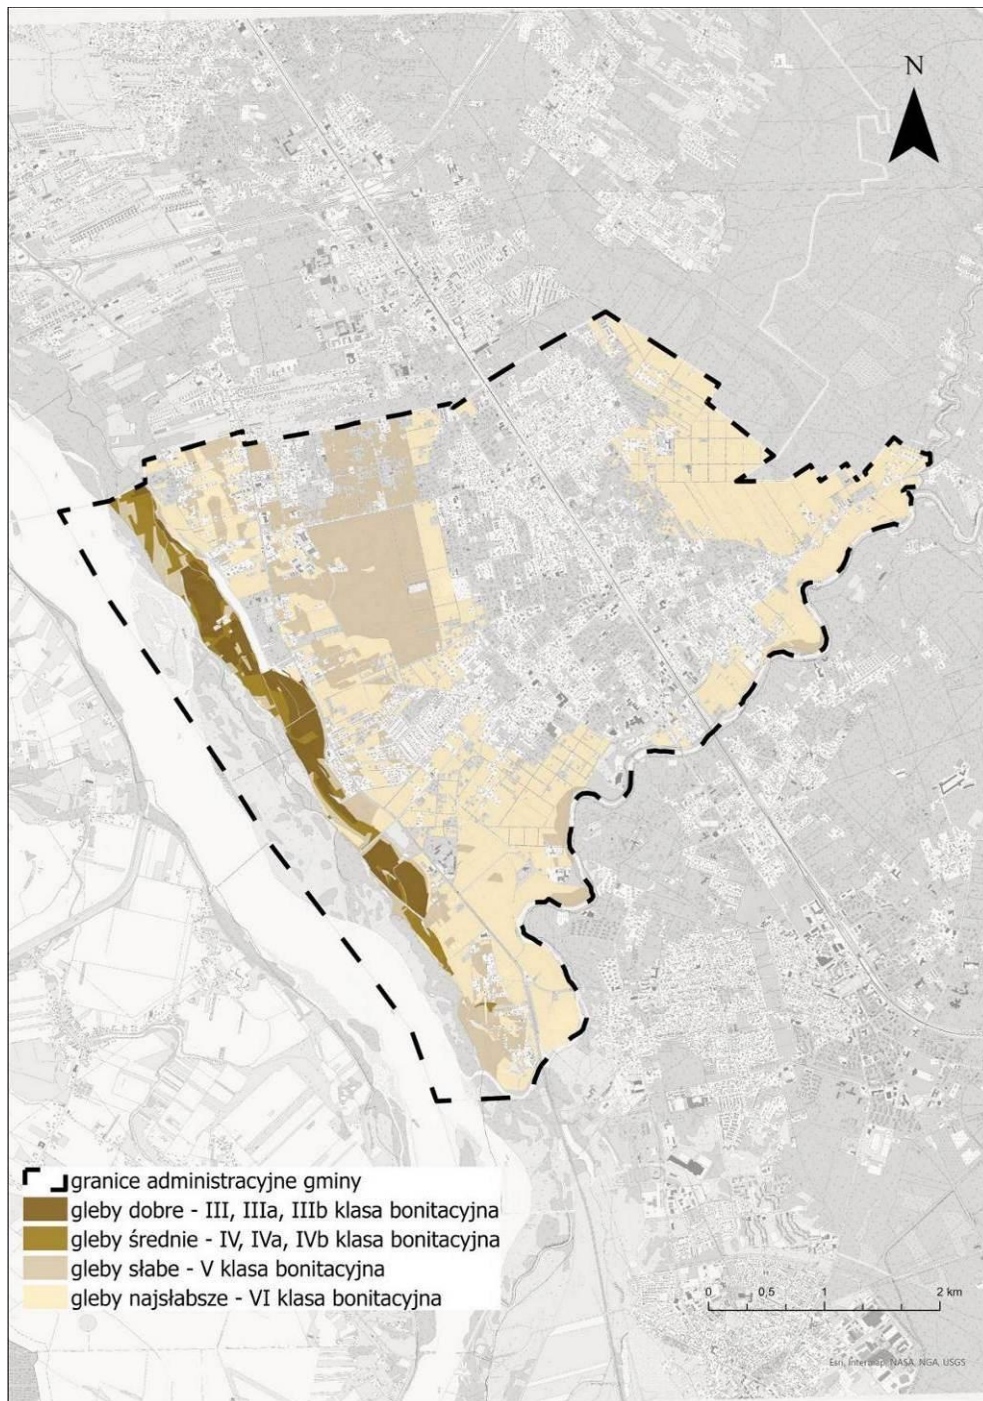 N
granice administracyjne gminy
gleby dobre - III, IIIa, IIIb klasa bonitacyjna
gleby średnie - IV, IVa, IVb klasa bonitacyjna
gleby słabe - V klasa bonitacyjna
gleby najsłabsze - VI klasa bonitacyjna
0 0,5 1 2 km
Esri, Intermap, NASA, NGA, USGS